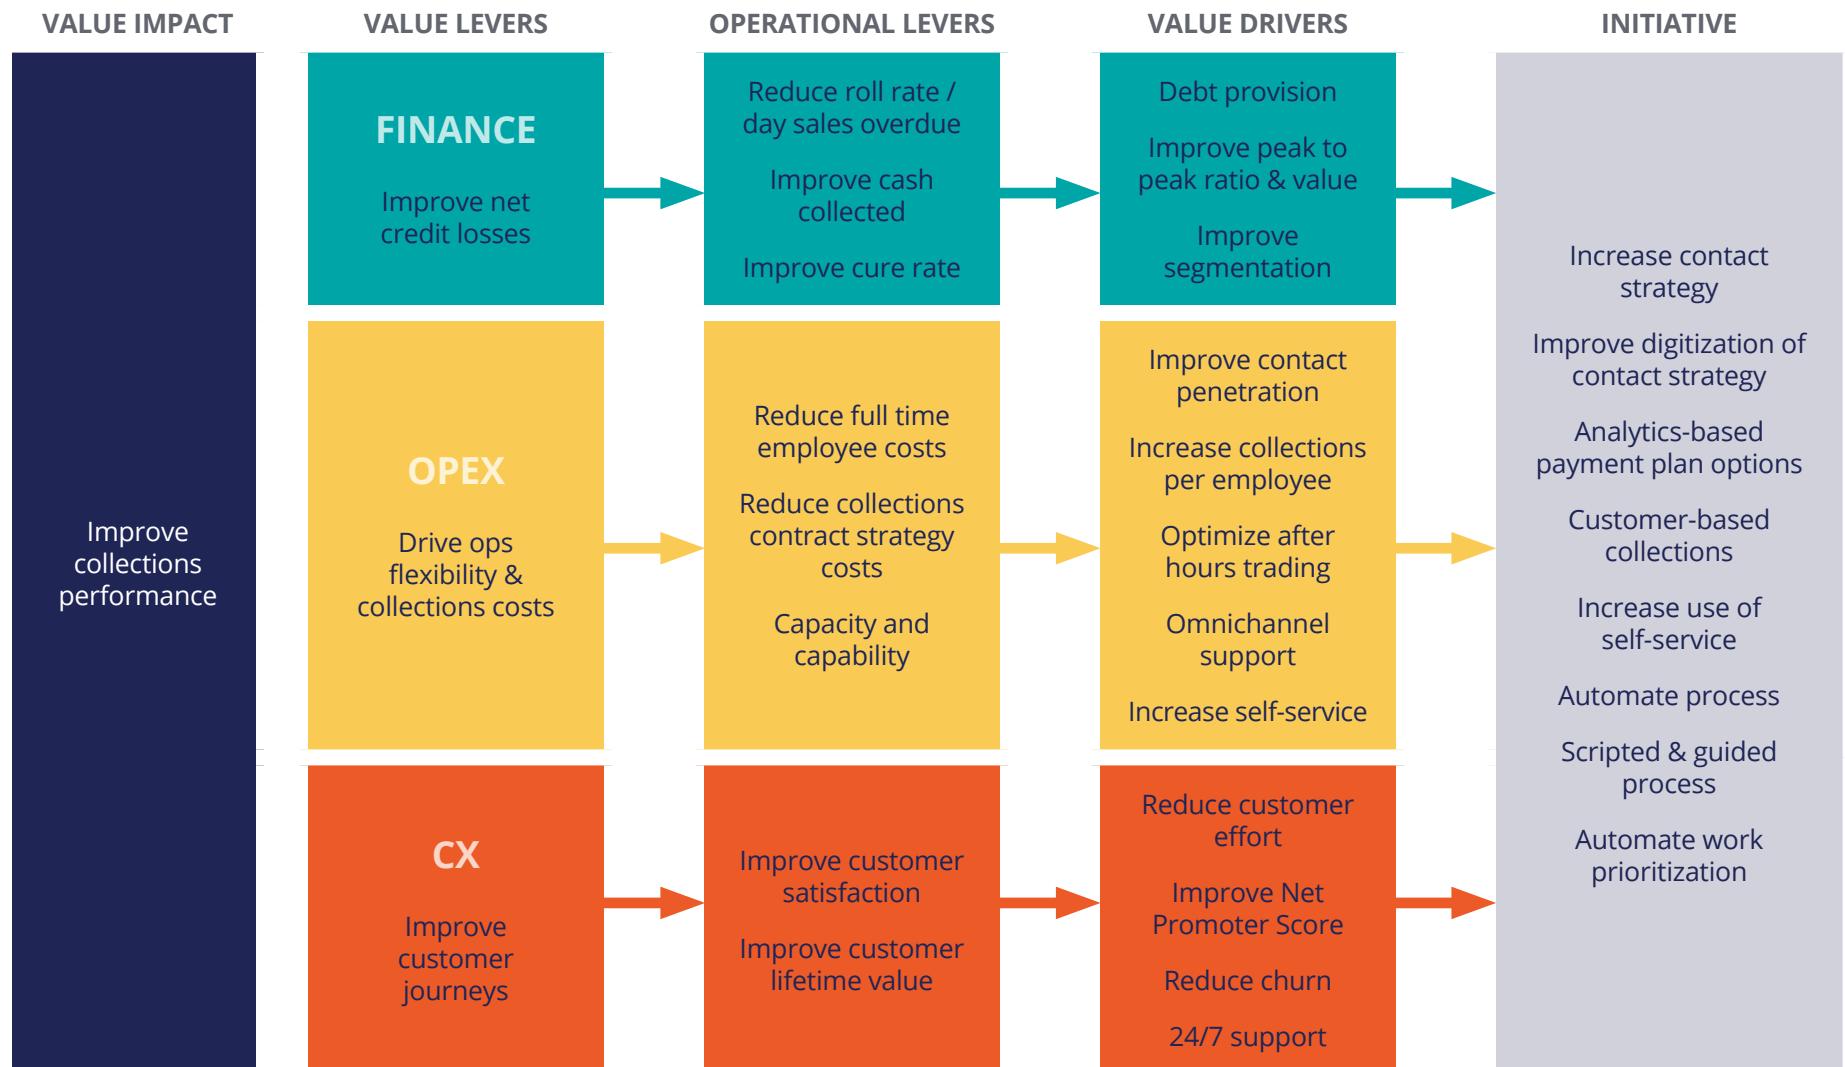 VALUE IMPACT
VALUE LEVERS
OPERATIONAL LEVERS
VALUE DRIVERS
INITIATIVE
Improve
collections
performance
FINANCE
Improve net
credit losses
Reduce roll rate /
day sales overdue
Improve cash
collected
Improve cure rate
Debt provision
Improve peak to
peak ratio & value
Improve
segmentation
OPEX
Drive ops
flexibility &
collections costs
Reduce full time
employee costs
Reduce collections
contract strategy
costs
Capacity and
capability
Improve contact
penetration
Increase collections
per employee
Optimize after
hours trading
Omnichannel
support
Increase self-service
CX
Improve
customer
journeys
Improve customer
satisfaction
Improve customer
lifetime value
Reduce customer
effort
Improve Net
Promoter Score
Reduce churn
24/7 support
Increase contact
strategy
Improve digitization of
contact strategy
Analytics-based
payment plan options
Customer-based
collections
Increase use of
self-service
Automate process
Scripted & guided
process
Automate work
prioritization